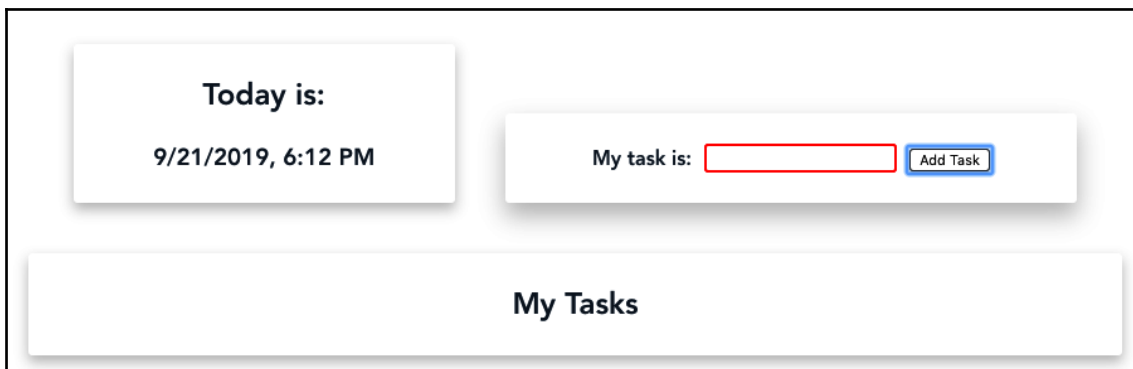 Today is:
9/21/2019, 6:12 PM
My task is:
Add Task
My Tasks